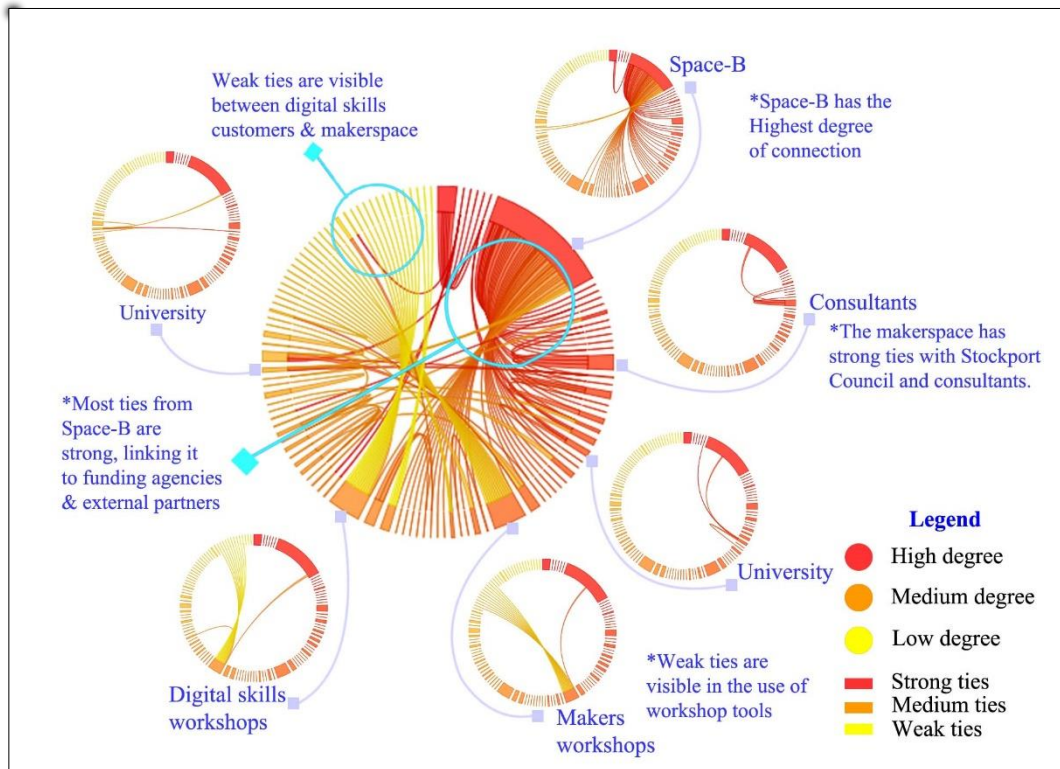 Space-B
*Space-B has the
Highest degree
of connection
Weak ties are visible
between digital skills
customers & makerspace
University
Consultants
*The makerspace has
strong ties with Stockport
Council and consultants.
*Most ties from
Space-B are
strong, linking it
to funding agencies
& external partners
University
Digital skills
workshops
Makers
workshops
*Weak ties are
visible in the use of
workshop tools
Legend
High degree
Medium degree
Low degree
Strong ties
Medium ties
Weak ties